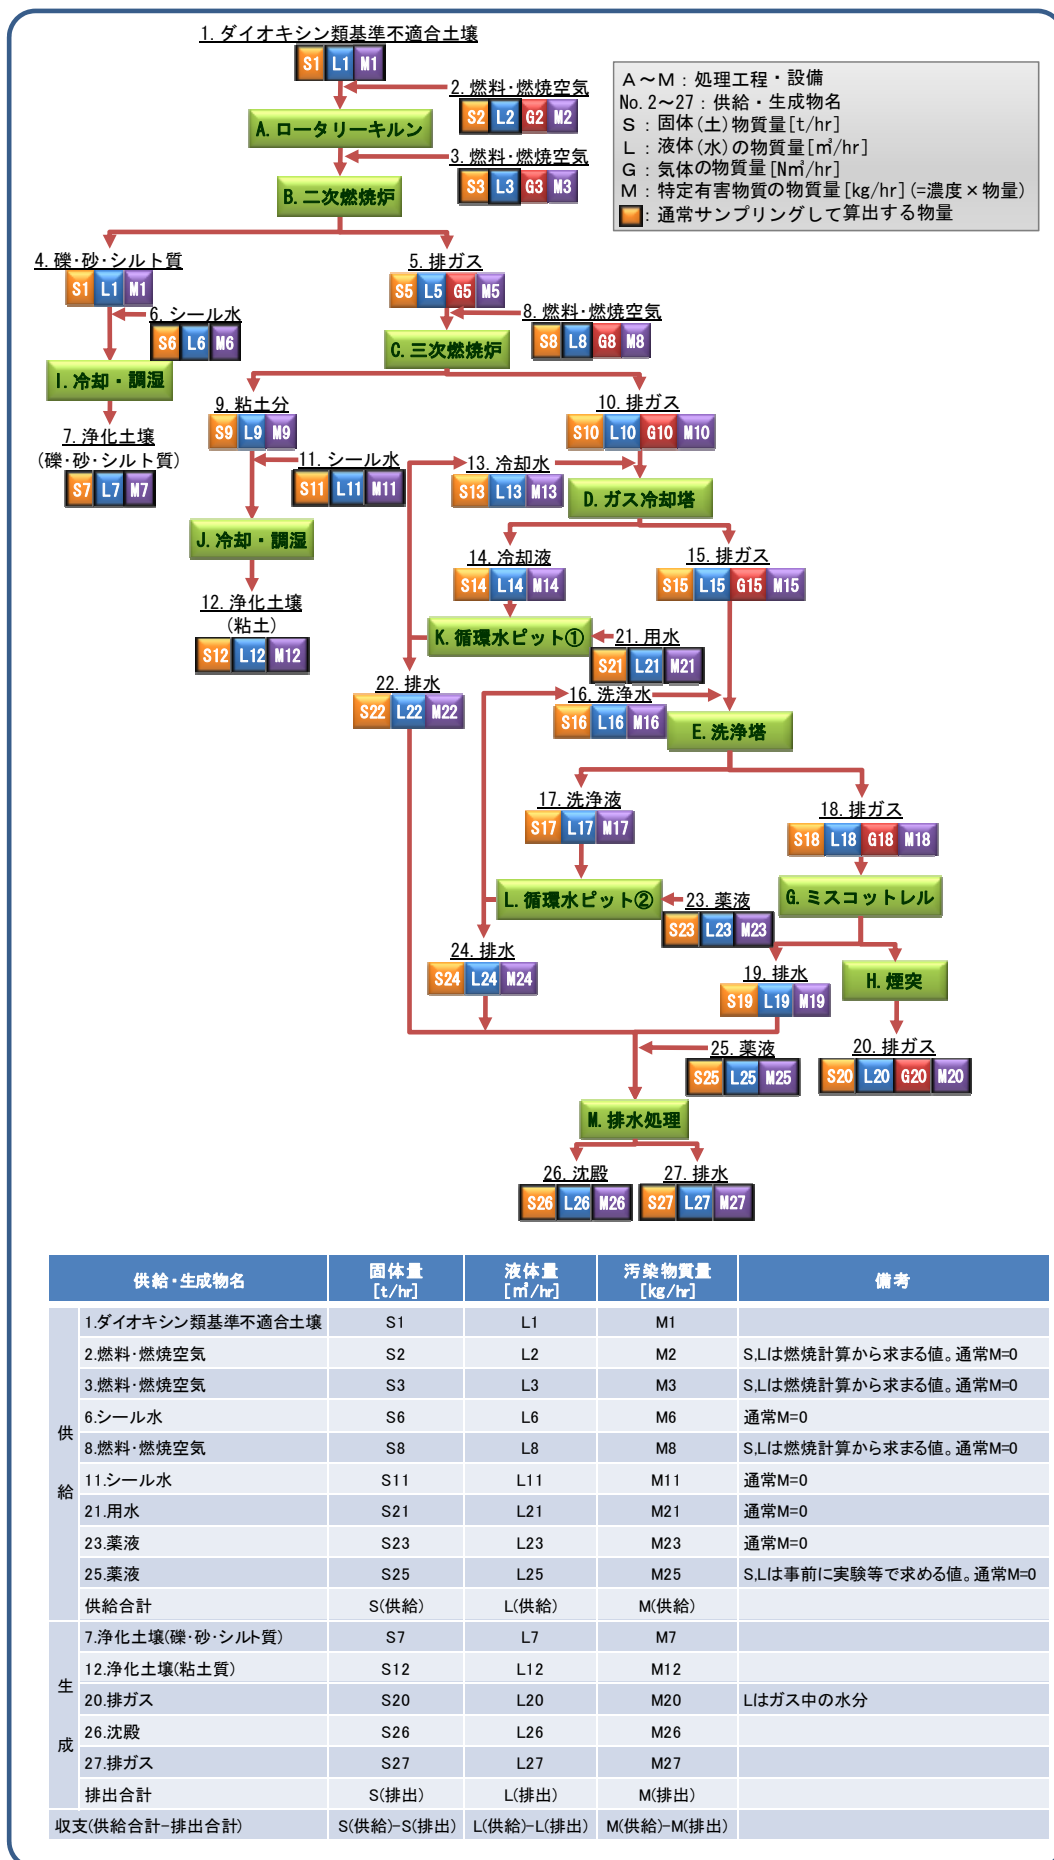 1. ダイオキシン類基準不適合土壌
S1 L1 M1
2. 燃料・燃焼空気
S2 L2 G2 M2
A. ロータリーキルン
3. 燃料・燃焼空気
S3 L3 G3 M3
B. 二次燃焼炉
A～M：処理工程・設備
No. 2～27：供給・生成物名
S：固体(土)物質量[t/hr]
L：液体(水)の物質量[㎥/hr]
G：気体の物質量[N㎥/hr]
M：特定有害物質の物質量[kg/hr](=濃度×物量)
：通常サンプリングして算出する物量
4. 礫・砂・シルト質
S1 L1 M1
5. 排ガス
S5 L5 G5 M5
6. シール水
S6 L6 M6
8. 燃料・燃焼空気
S8 L8 G8 M8
C. 三次燃焼炉
I. 冷却・調湿
9. 粘土分
S9 L9 M9
10. 排ガス
S10 L10 G10 M10
7. 浄化土壌
(礫・砂・シルト質)
S7 L7 M7
11. シール水
S11 L11 M11
13. 冷却水
S13 L13 M13
D. ガス冷却塔
J. 冷却・調湿
14. 冷却液
S14 L14 M14
15. 排ガス
S15 L15 G15 M15
12. 浄化土壌
(粘土)
S12 L12 M12
K. 循環水ピット①
21. 用水
S21 L21 M21
22. 排水
S22 L22 M22
16. 洗浄水
S16 L16 M16
E. 洗浄塔
17. 洗浄液
S17 L17 M17
18. 排ガス
S18 L18 G18 M18
L. 循環水ピット②
23. 薬液
S23 L23 M23
G. ミスコットレル
24. 排水
S24 L24 M24
19. 排水
S19 L19 M19
H. 煙突
25. 薬液
S25 L25 M25
20. 排ガス
S20 L20 G20 M20
M. 排水処理
26. 沈殿
S26 L26 M26
27. 排水
S27 L27 M27
供給・生成物名 固体量[t/hr] 液体量[㎥/hr] 汚染物質量[kg/hr] 備考
供給
1.ダイオキシン類基準不適合土壌 S1 L1 M1
2.燃料・燃焼空気 S2 L2 M2 S,Lは燃焼計算から求まる値。通常M=0
3.燃料・燃焼空気 S3 L3 M3 S,Lは燃焼計算から求まる値。通常M=0
6.シール水 S6 L6 M6 通常M=0
8.燃料・燃焼空気 S8 L8 M8 S,Lは燃焼計算から求まる値。通常M=0
11.シール水 S11 L11 M11 通常M=0
21.用水 S21 L21 M21 通常M=0
23.薬液 S23 L23 M23 通常M=0
25.薬液 S25 L25 M25 S,Lは事前に実験等で求める値。通常M=0
供給合計 S(供給) L(供給) M(供給)
生成
7.浄化土壌(礫・砂・シルト質) S7 L7 M7
12.浄化土壌(粘土質) S12 L12 M12
20.排ガス S20 L20 M20 Lはガス中の水分
26.沈殿 S26 L26 M26
27.排ガス S27 L27 M27
排出合計 S(排出) L(排出) M(排出)
収支(供給合計-排出合計) S(供給)-S(排出) L(供給)-L(排出) M(供給)-M(排出)